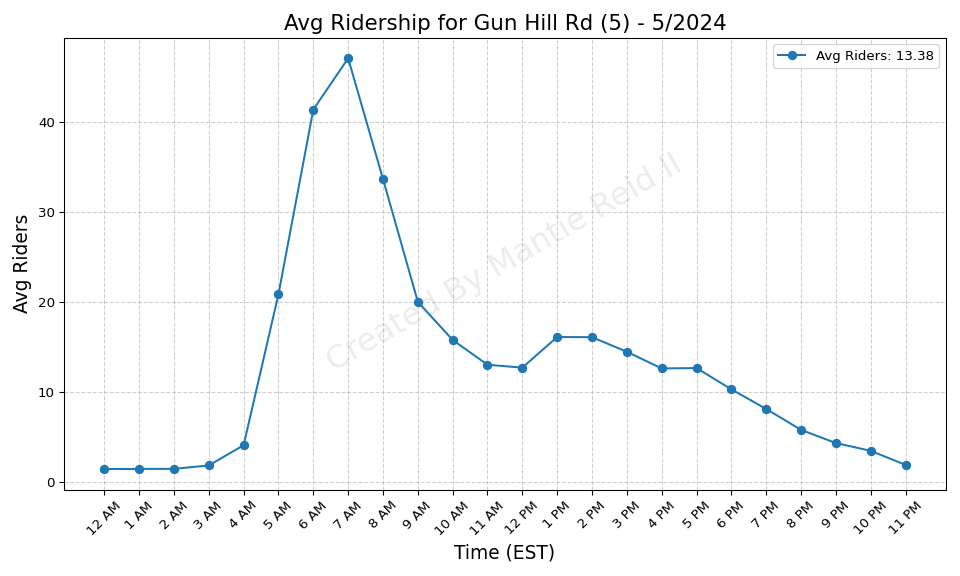 Avg Ridership for Gun Hill Rd (5) - 5/2024
Avg Riders: 13.38
Avg Riders
40
30
20
10
0
Created By Mantie Reid II
12 AM
1 AM
2 AM
3 AM
4 AM
5 AM
6 AM
7 AM
8 AM
9 AM
10 AM
11 AM
12 PM
1 PM
2 PM
3 PM
4 PM
5 PM
6 PM
7 PM
8 PM
9 PM
10 PM
11 PM
Time (EST)